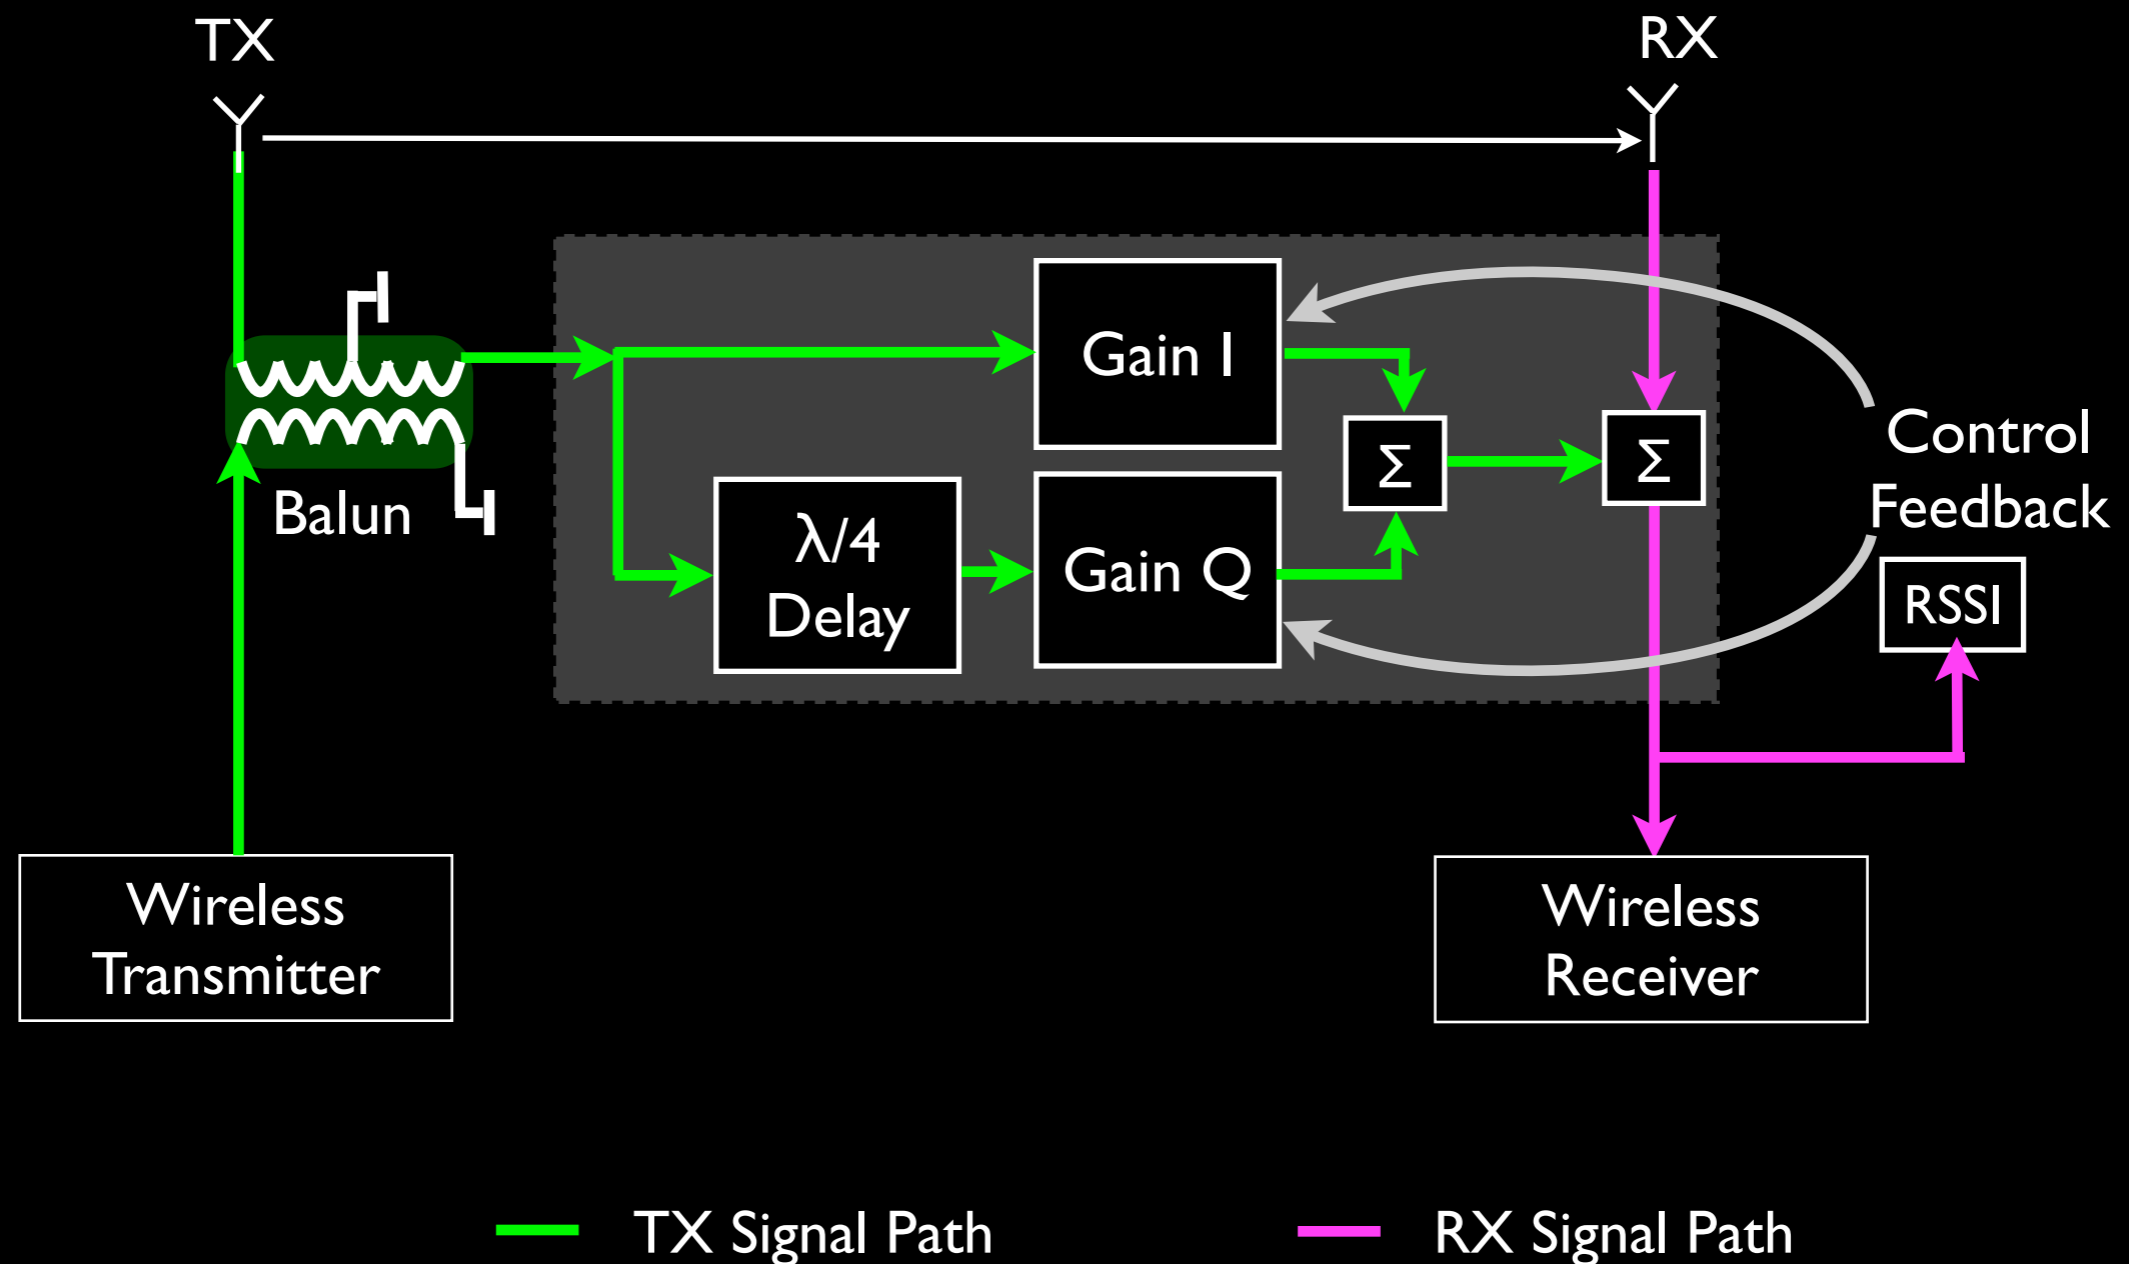 TX
RX
Gain I
Control
Feedback
Σ
Σ
Balun
λ/4
Delay
Gain Q
RSSI
Wireless
Transmitter
Wireless
Receiver
TX Signal Path
RX Signal Path